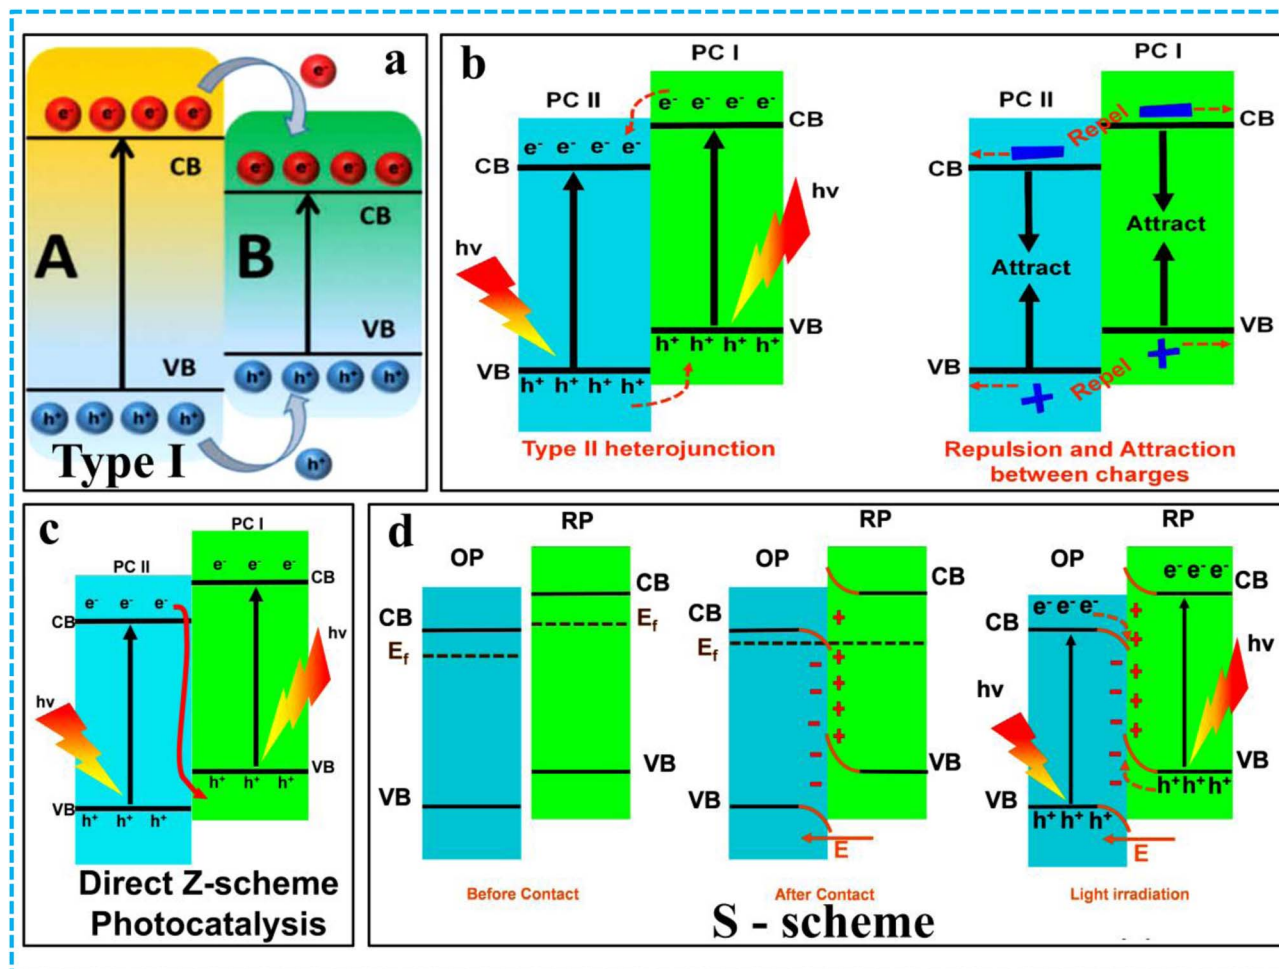 a
e⁻
e⁻ e⁻ e⁻ e⁻
CB
e⁻ e⁻ e⁻ e⁻
CB
A
B
VB
VB
h⁺ h⁺ h⁺ h⁺
h⁺ h⁺ h⁺ h⁺
Type I
h⁺
b
PC I
PC II
e⁻ e⁻ e⁻ e⁻
CB
e⁻ e⁻ e⁻ e⁻
CB
hv
hv
VB
h⁺ h⁺ h⁺ h⁺
VB
h⁺ h⁺ h⁺ h⁺
Type II heterojunction
PC I
PC II
Repel
CB
CB
Attract
Attract
VB
VB
+
+
Repel
Repulsion and Attraction
between charges
c
PC I
PC II
e⁻ e⁻ e⁻
CB
e⁻ e⁻ e⁻
CB
hv
hv
VB
h⁺ h⁺ h⁺
VB
h⁺ h⁺ h⁺
Direct Z-scheme
Photocatalysis
d
RP
OP
CB
CB
Ef
Ef
VB
VB
Before Contact
RP
OP
CB
CB
Ef
+
- +
- +
- +
- +
-
-
VB
VB
E
After Contact
RP
OP
e⁻ e⁻ e⁻
CB
e⁻ e⁻ e⁻
CB
+
+
- +
- +
- +
- +
-
-
hv
hv
VB
h⁺ h⁺ h⁺
VB
h⁺ h⁺ h⁺
E
Light irradiation
S - scheme